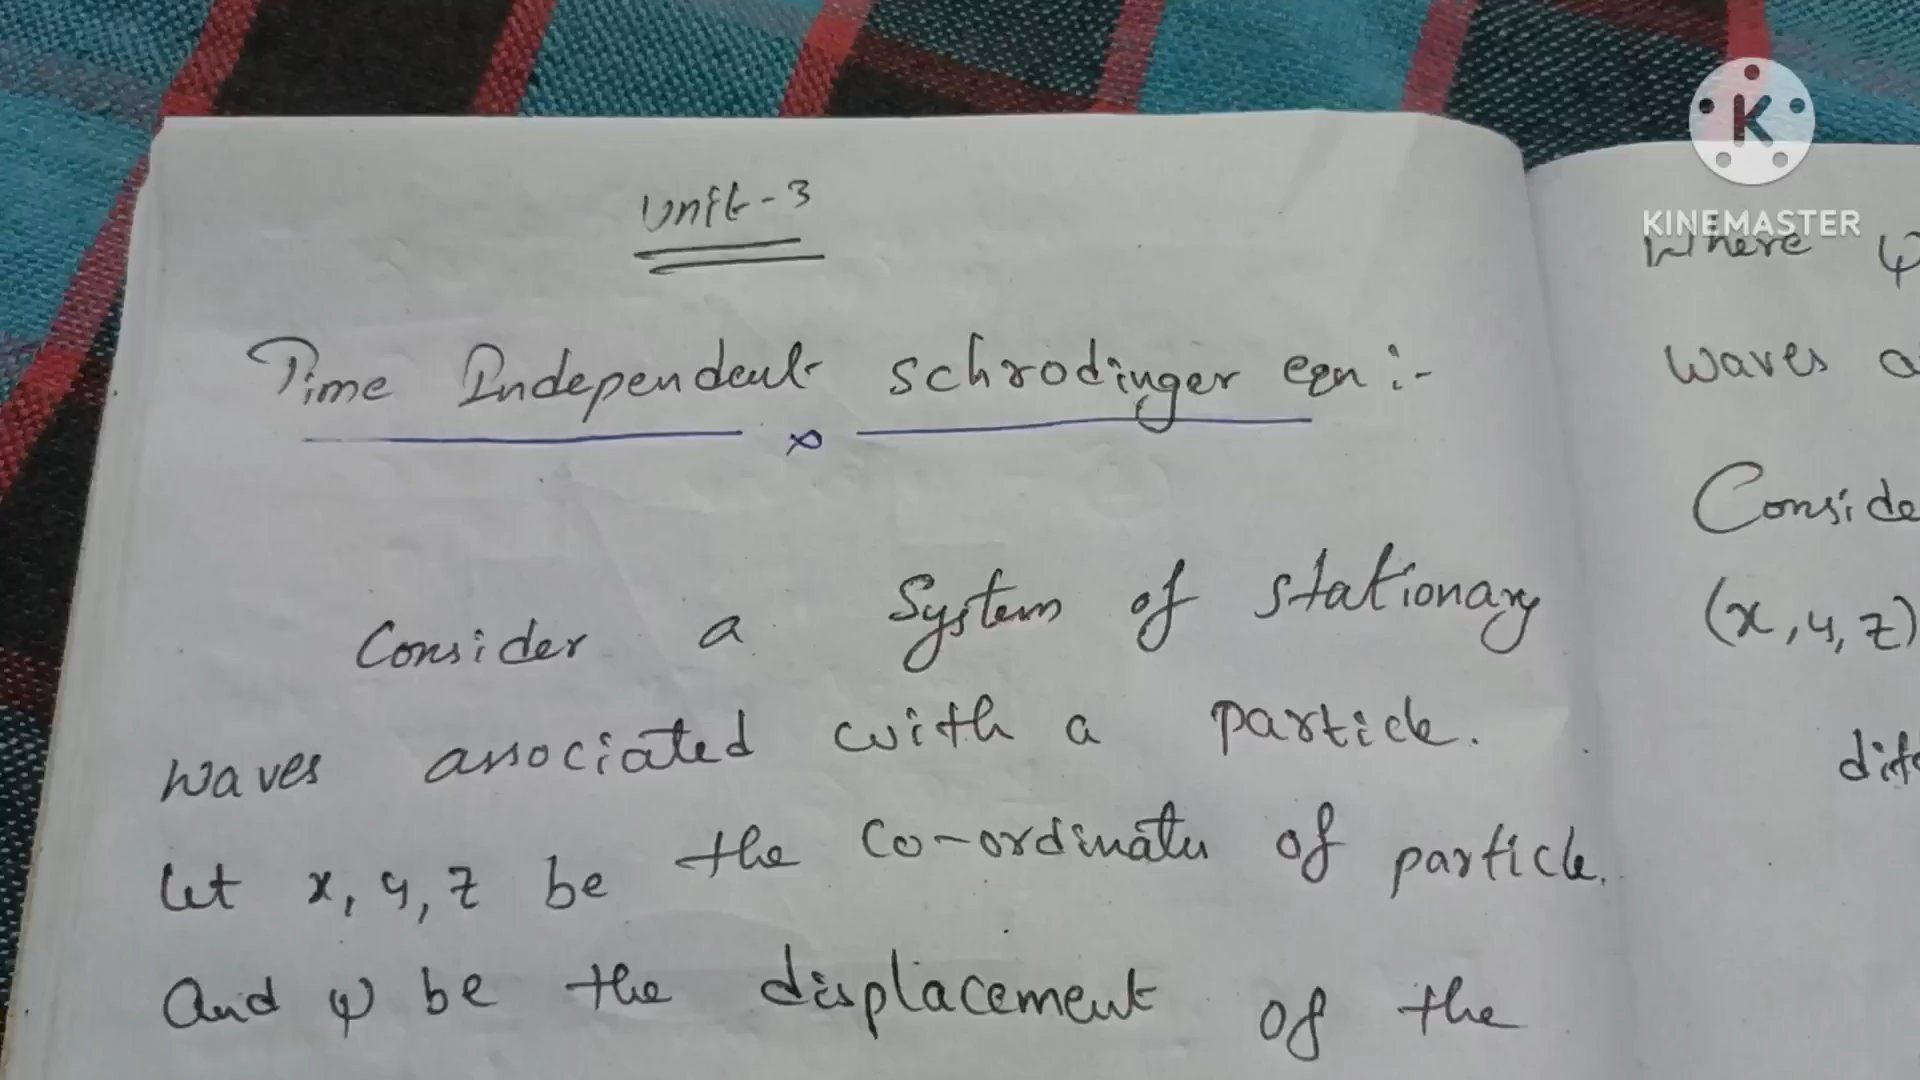 Unit-3
Time Independent schrodinger eqn :-
Consider a System of stationary
waves associated with a particle.
let x, y, z be the co-ordinates of particle.
And ψ be the displacement of the
KINEMASTER
Where ψ
waves a
Conside
(x, y, z)